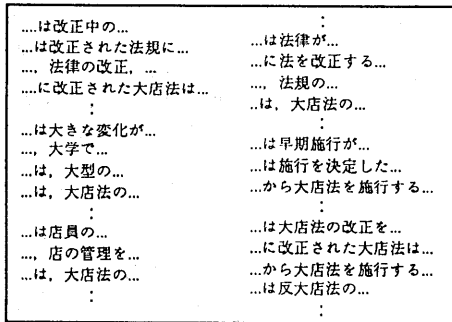 ....は改正中の...
...は改正された法規に...
..., 法律の改正, ...
....に改正された大店法は...
:
...は大きな変化が...
..., 大学で...
...は, 大型の...
...は, 大店法の...
:
...は店員の...
..., 店の管理を...
...は, 大店法の...
:
:
...は法律が...
...に法を改正する...
..., 法規の...
..は, 大店法の...
:
...は早期施行が...
...は施行を決定した...
...から大店法を施行する...
:
...は大店法の改正を...
...に改正された大店法は...
...から大店法を施行する...
...は反大店法の...
: